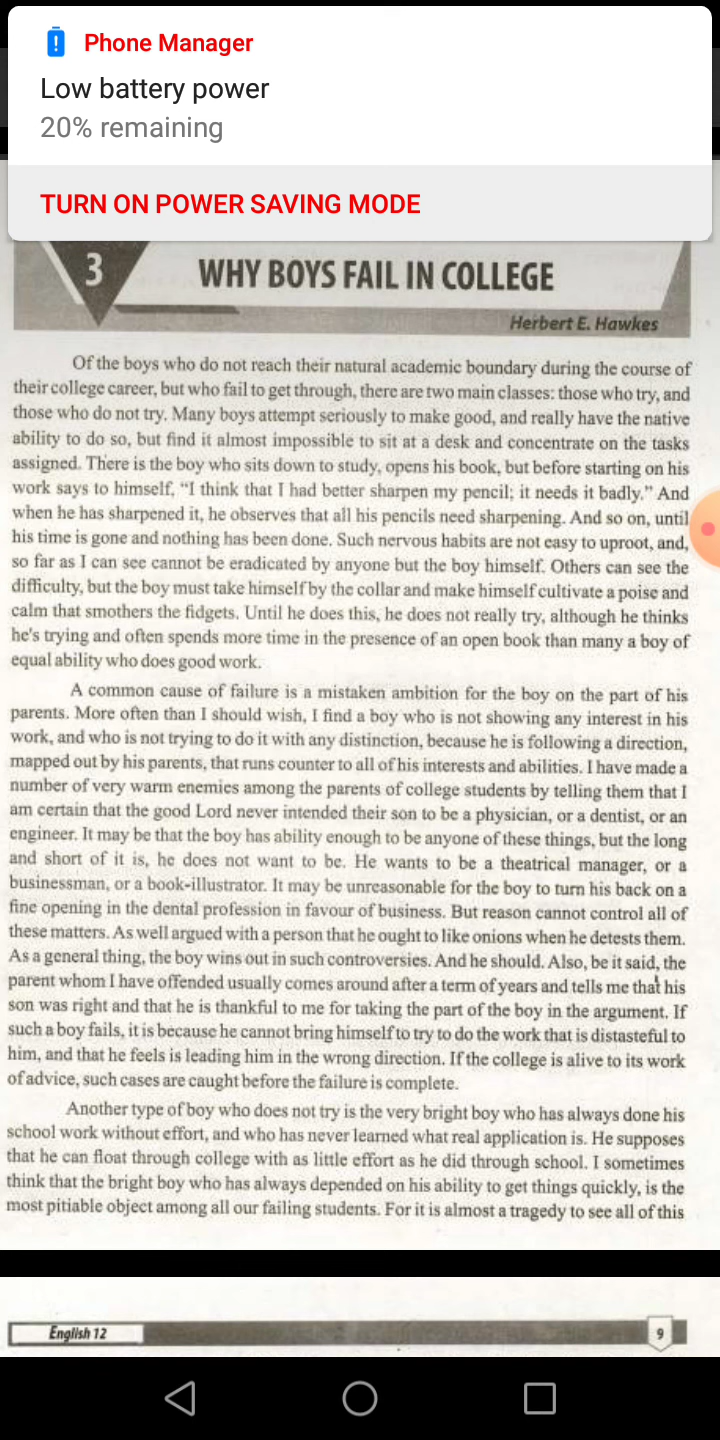 Phone Manager
Low battery power
20% remaining
TURN ON POWER SAVING MODE
3
WHY BOYS FAIL IN COLLEGE
Herbert E. Hawkes
Of the boys who do not reach their natural academic boundary during the course of
their college career, but who fail to get through, there are two main classes: those who try, and
those who do not try. Many boys attempt seriously to make good, and really have the native
ability to do so, but find it almost impossible to sit at a desk and concentrate on the tasks
assigned. There is the boy who sits down to study, opens his book, but before starting on his
work says to himself, “I think that I had better sharpen my pencil; it needs it badly.” And
when he has sharpened it, he observes that all his pencils need sharpening. And so on, until
his time is gone and nothing has been done. Such nervous habits are not easy to uproot, and,
so far as I can see cannot be eradicated by anyone but the boy himself. Others can see the
difficulty, but the boy must take himself by the collar and make himself cultivate a poise and
calm that smothers the fidgets. Until he does this, he does not really try, although he thinks
he's trying and often spends more time in the presence of an open book than many a boy of
equal ability who does good work.
A common cause of failure is a mistaken ambition for the boy on the part of his
parents. More often than I should wish, I find a boy who is not showing any interest in his
work, and who is not trying to do it with any distinction, because he is following a direction,
mapped out by his parents, that runs counter to all of his interests and abilities. I have made a
number of very warm enemies among the parents of college students by telling them that I
am certain that the good Lord never intended their son to be a physician, or a dentist, or an
engineer. It may be that the boy has ability enough to be anyone of these things, but the long
and short of it is, he does not want to be. He wants to be a theatrical manager, or a
businessman, or a book-illustrator. It may be unreasonable for the boy to turn his back on a
fine opening in the dental profession in favour of business. But reason cannot control all of
these matters. As well argued with a person that he ought to like onions when he detests them.
As a general thing, the boy wins out in such controversies. And he should. Also, be it said, the
parent whom I have offended usually comes around after a term of years and tells me that his
son was right and that he is thankful to me for taking the part of the boy in the argument. If
such a boy fails, it is because he cannot bring himself to try to do the work that is distasteful to
him, and that he feels is leading him in the wrong direction. If the college is alive to its work
of advice, such cases are caught before the failure is complete.
Another type of boy who does not try is the very bright boy who has always done his
school work without effort, and who has never learned what real application is. He supposes
that he can float through college with as little effort as he did through school. I sometimes
think that the bright boy who has always depended on his ability to get things quickly, is the
most pitiable object among all our failing students. For it is almost a tragedy to see all of this
English 12
9